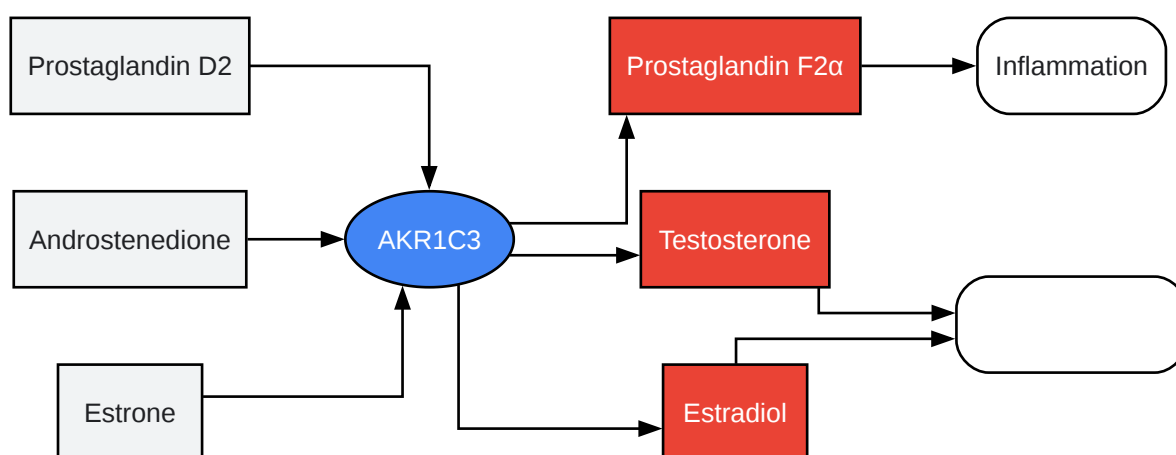 Prostaglandin D2
Prostaglandin F2α
Inflammation
Androstenedione
AKR1C3
Testosterone
Estrone
Estradiol